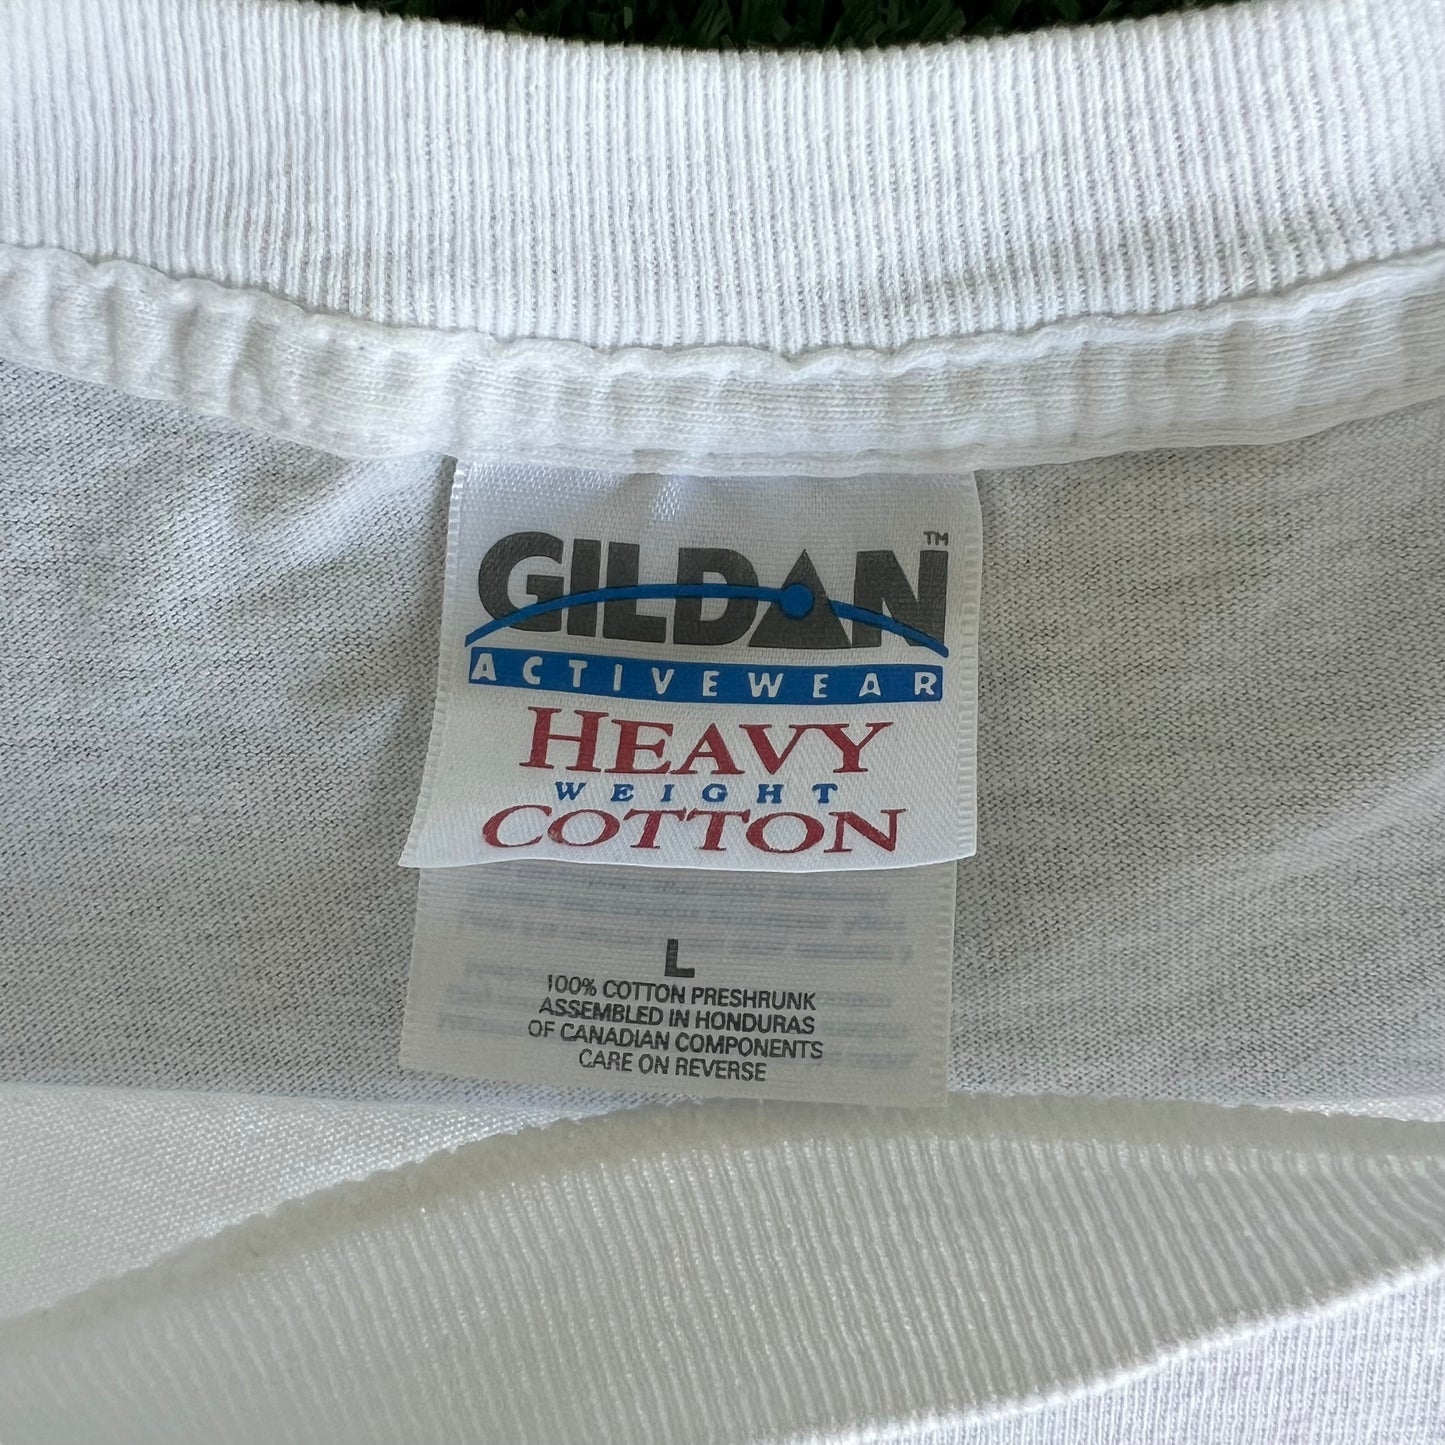 GILDAN™
ACTIVEWEAR
HEAVY
WEIGHT
COTTON
L
100% COTTON PRESHRUNK
ASSEMBLED IN HONDURAS
OF CANADIAN COMPONENTS
CARE ON REVERSE